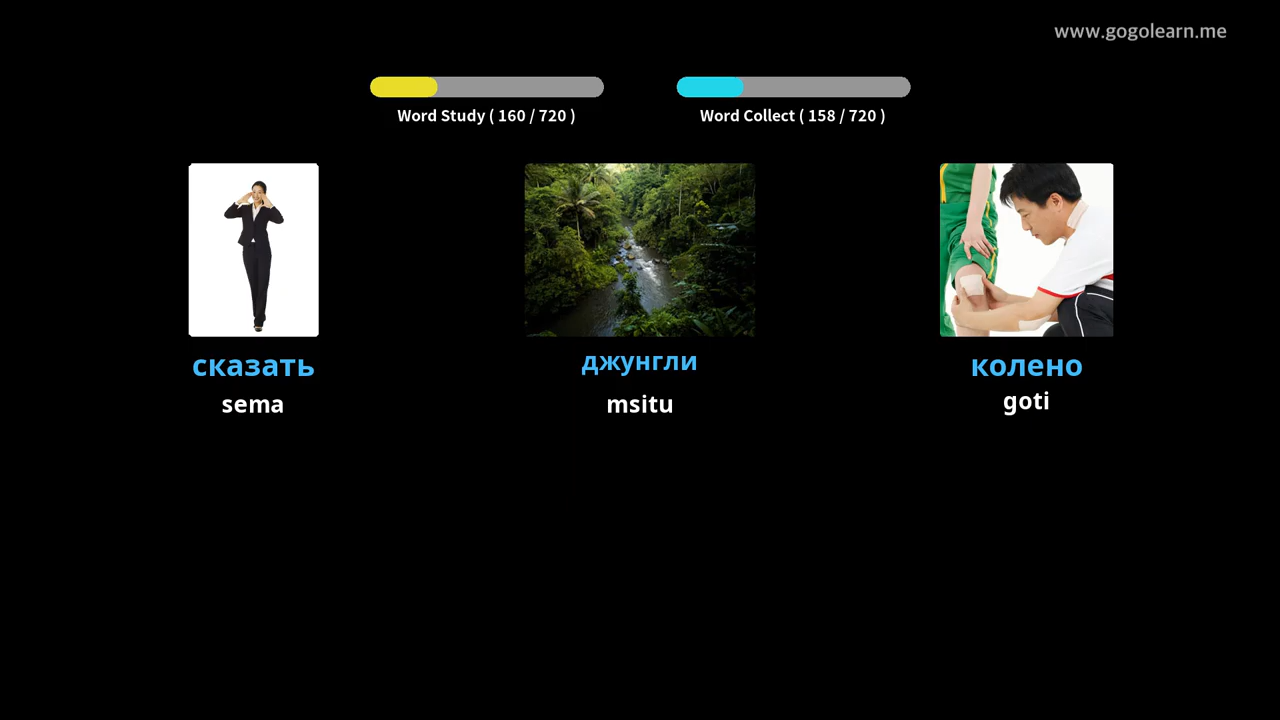 www.gogolearn.me
Word Study ( 160 / 720 )
Word Collect ( 158 / 720 )
сказать
sema
джунгли
msitu
колено
goti